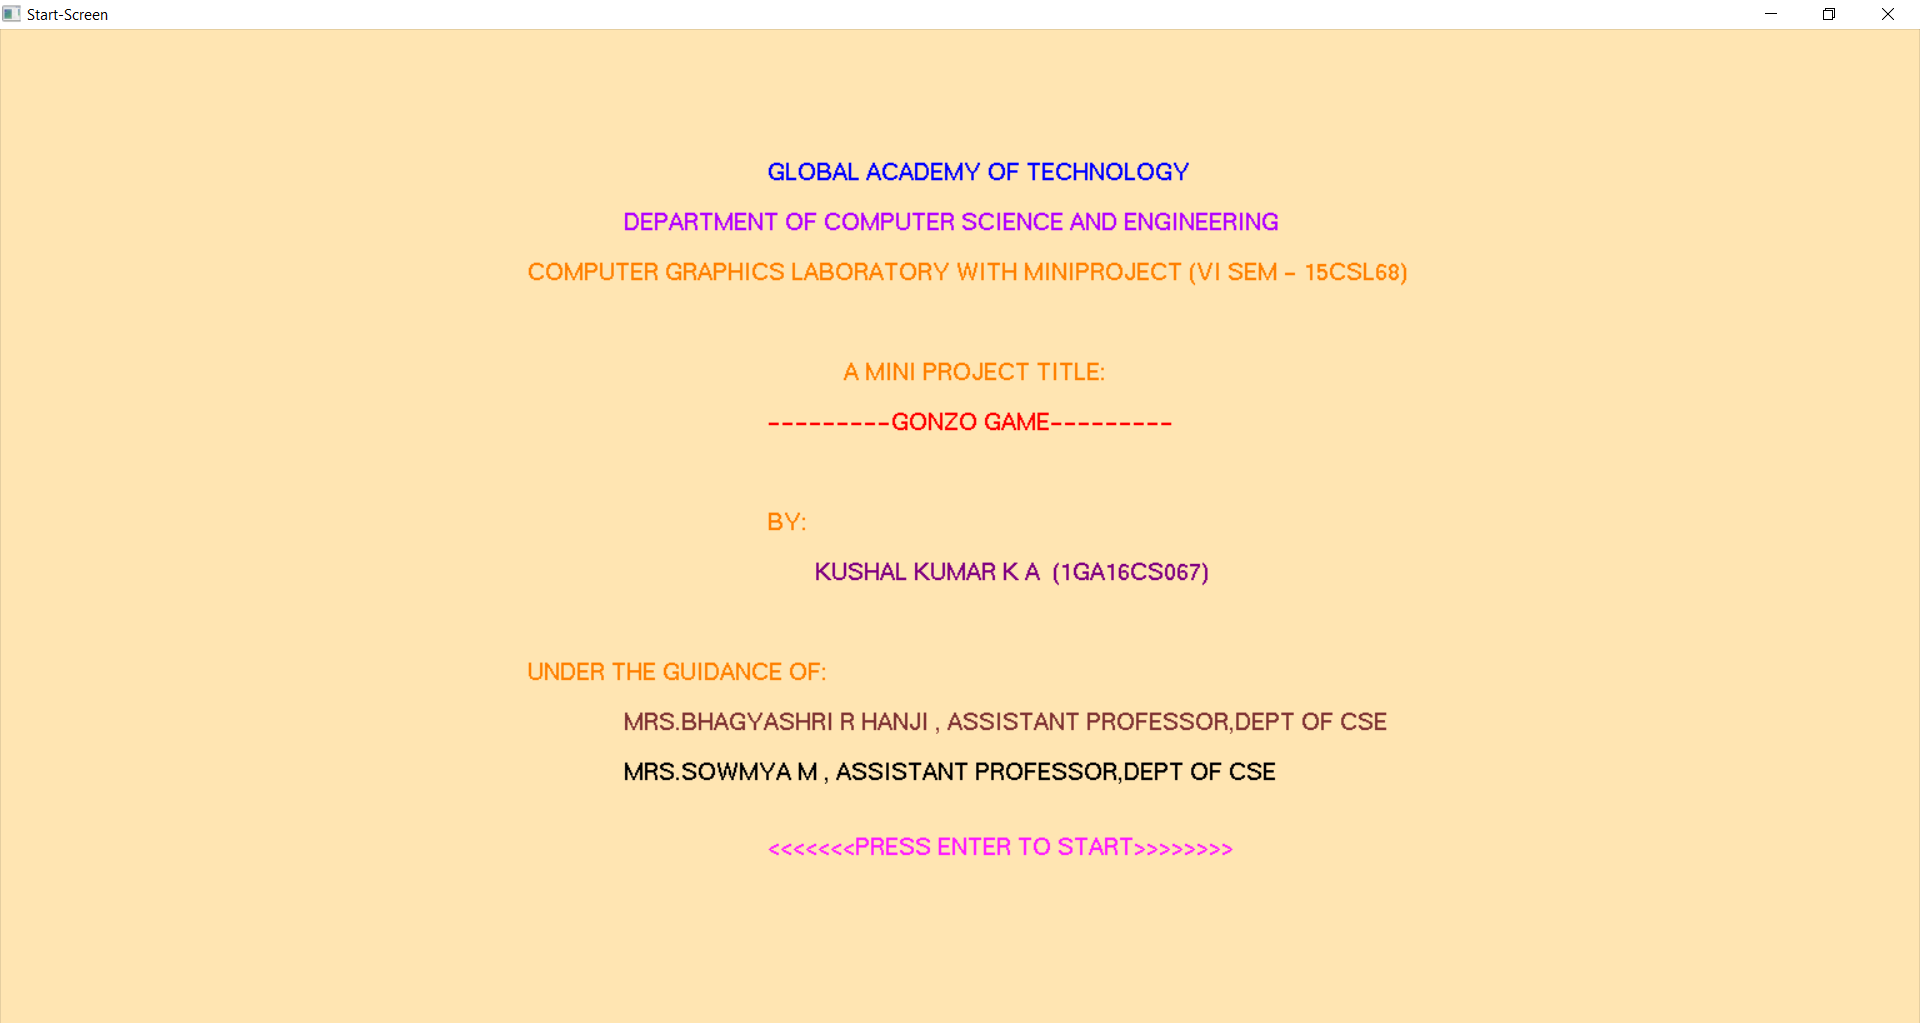 Start-Screen
GLOBAL ACADEMY OF TECHNOLOGY
DEPARTMENT OF COMPUTER SCIENCE AND ENGINEERING
COMPUTER GRAPHICS LABORATORY WITH MINIPROJECT (VI SEM - 15CSL68)
A MINI PROJECT TITLE:
---------GONZO GAME---------
BY:
KUSHAL KUMAR K A  (1GA16CS067)
UNDER THE GUIDANCE OF:
MRS.BHAGYASHRI R HANJI , ASSISTANT PROFESSOR,DEPT OF CSE
MRS.SOWMYA M , ASSISTANT PROFESSOR,DEPT OF CSE
<<<<<<<PRESS ENTER TO START>>>>>>>>